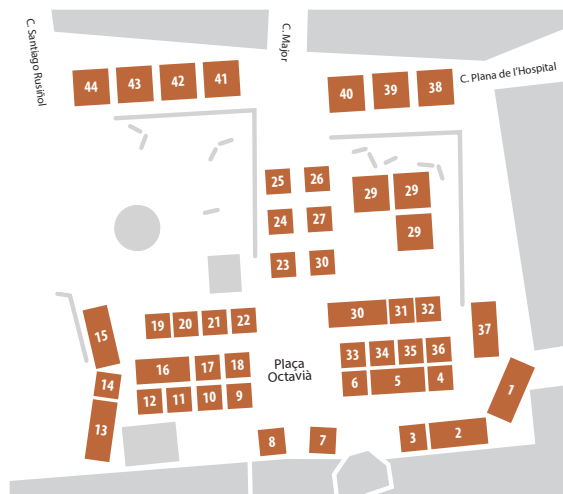 C. Santiago Rusiñol
C. Major
C. Plana de l'Hospital
44 43 42 41
40 39 38
25 26
29 29
24 27
29
23 30
30 31 32
37
19 20 21 22
15
33 34 35 36
16 17 18
Plaça
Octavià
14
6 5 4
1
12 11 10 9
13
8 7
3 2